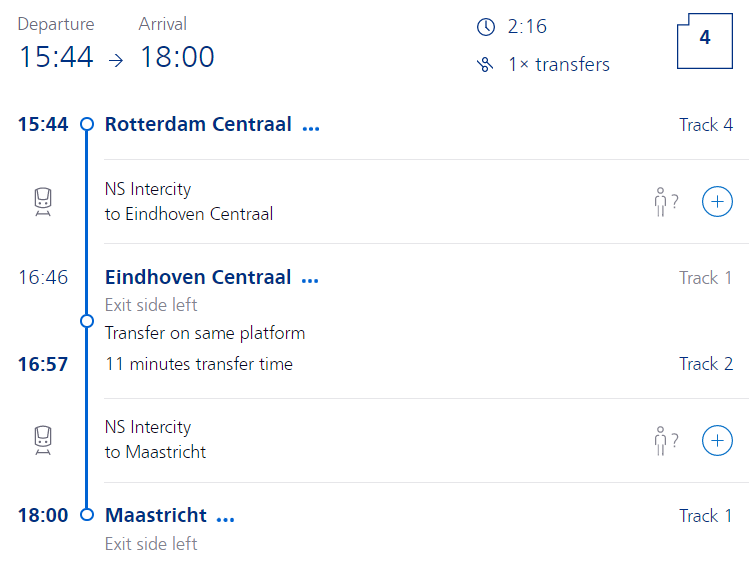 Departure Arrival
15:44 → 18:00
2:16
1× transfers
4
15:44 Rotterdam Centraal ... Track 4
NS Intercity
to Eindhoven Centraal
?
16:46 Eindhoven Centraal ... Track 1
Exit side left
Transfer on same platform
16:57 11 minutes transfer time Track 2
NS Intercity
to Maastricht
?
18:00 Maastricht ... Track 1
Exit side left